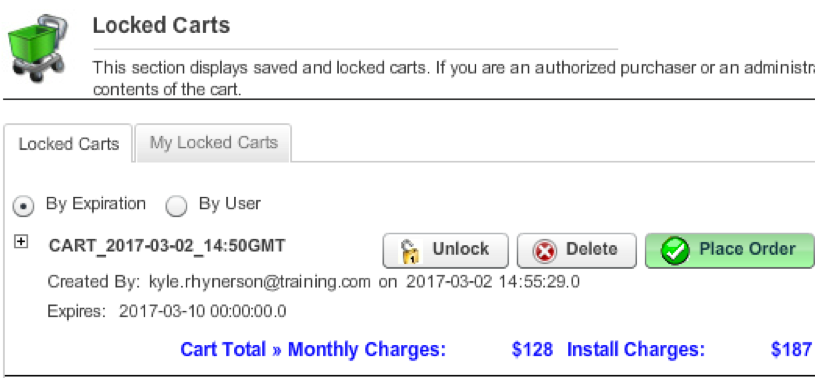 Locked Carts
This section displays saved and locked carts. If you are an authorized purchaser or an administra
contents of the cart.
Locked Carts My Locked Carts
By Expiration By User
CART_2017-03-02_14:50GMT Unlock Delete Place Order
Created By: kyle.rhynerson@training.com on 2017-03-02 14:55:29.0
Expires: 2017-03-10 00:00:00.0
Cart Total » Monthly Charges: $128 Install Charges: $187